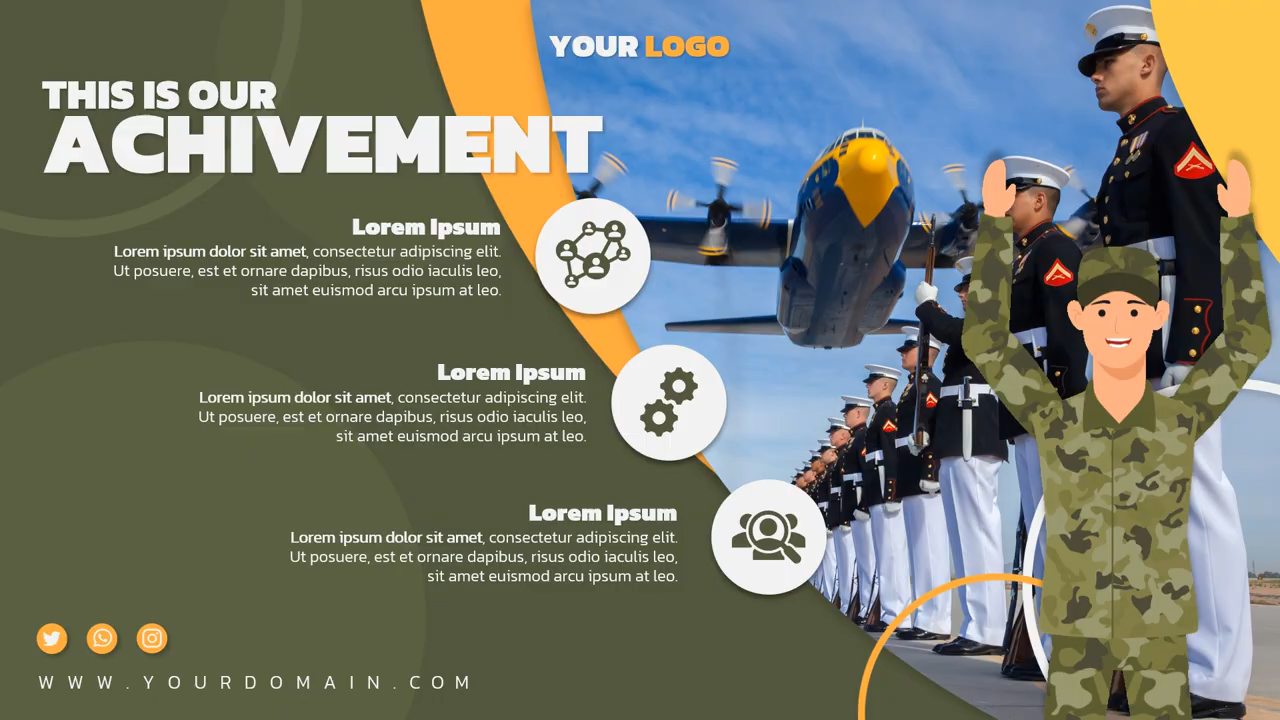 YOUR LOGO
THIS IS OUR
ACHIVEMENT
Lorem Ipsum
Lorem ipsum dolor sit amet, consectetur adipiscing elit.
Ut posuere, est et ornare dapibus, risus odio iaculis leo,
sit amet euismod arcu ipsum at leo.
Lorem Ipsum
Lorem ipsum dolor sit amet, consectetur adipiscing elit.
Ut posuere, est et ornare dapibus, risus odio iaculis leo,
sit amet euismod arcu ipsum at leo.
Lorem Ipsum
Lorem ipsum dolor sit amet, consectetur adipiscing elit.
Ut posuere, est et ornare dapibus, risus odio iaculis leo,
sit amet euismod arcu ipsum at leo.
WWW.YOURDOMAIN.COM